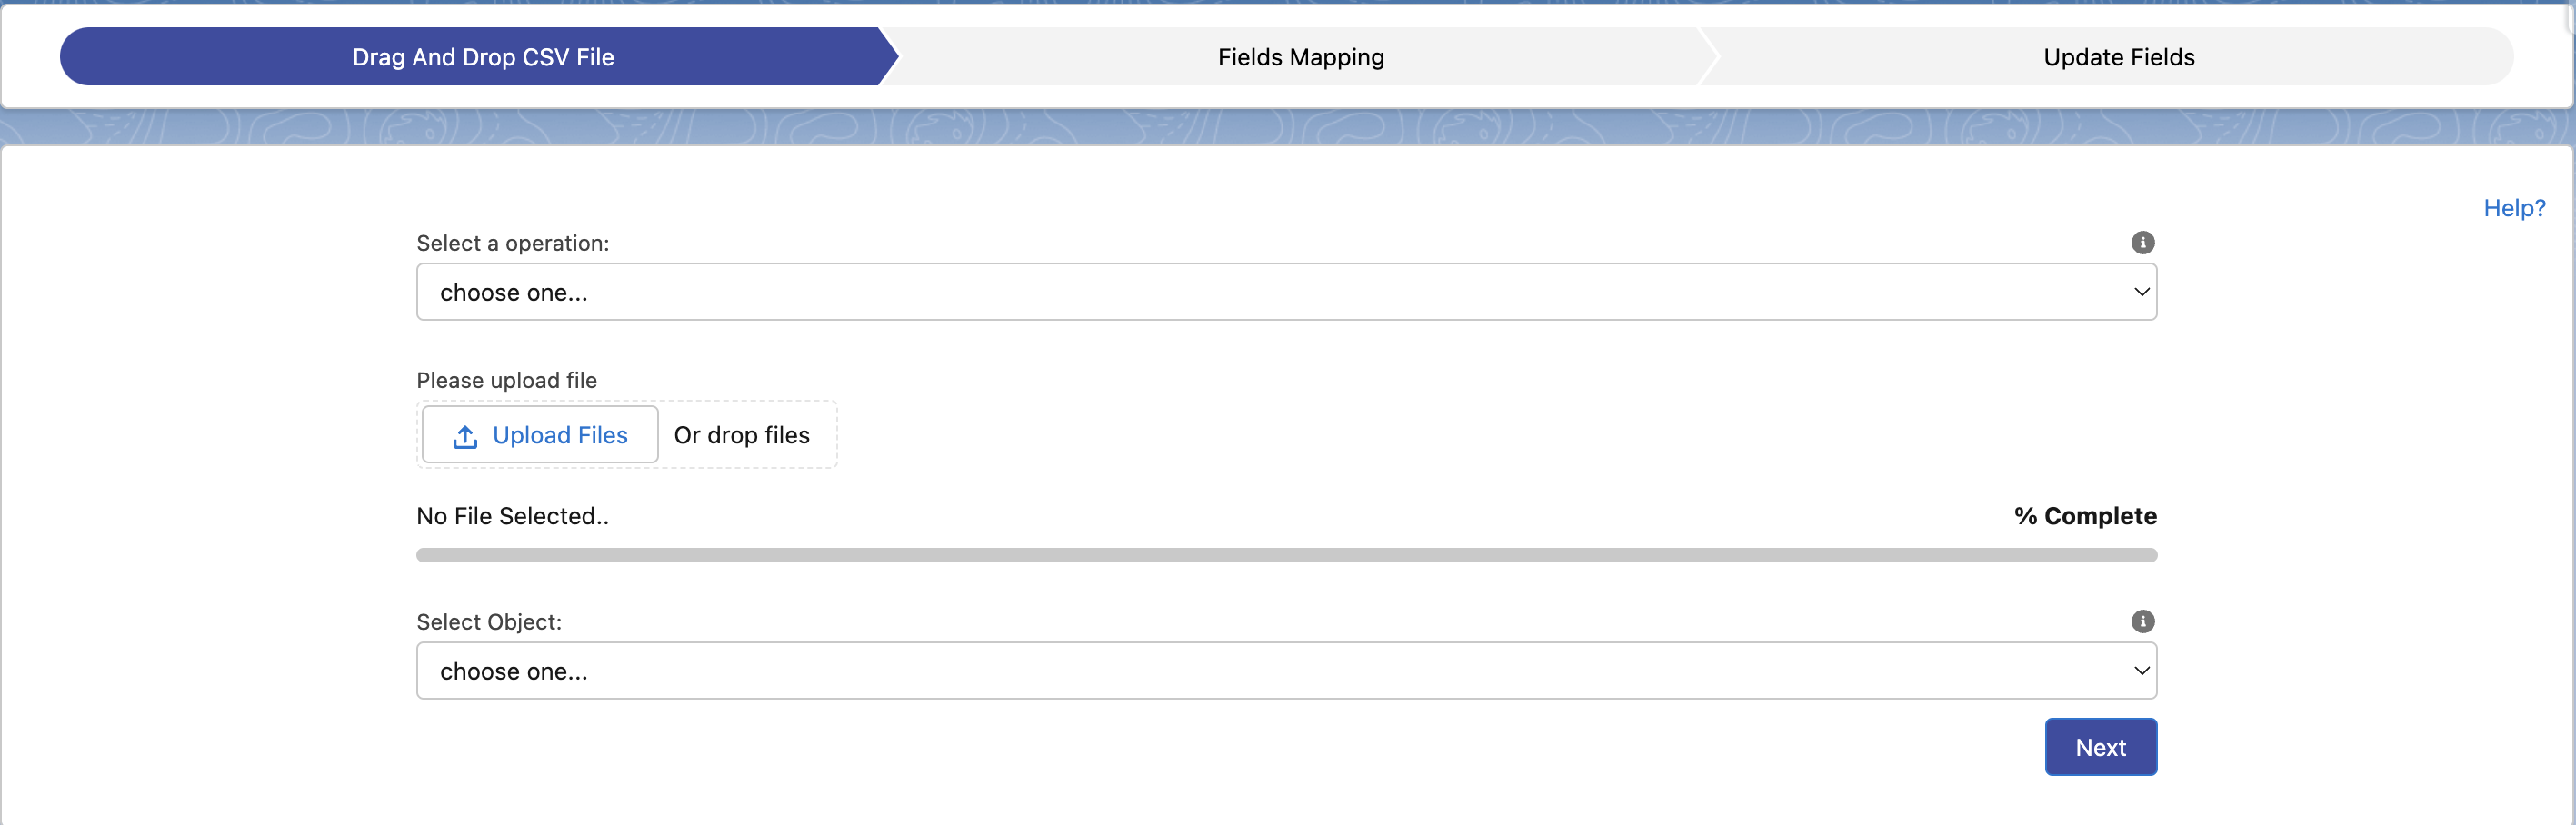 Drag And Drop CSV File
Fields Mapping
Update Fields
Help?
Select a operation:
choose one...
Please upload file
Upload Files
Or drop files
No File Selected..
% Complete
Select Object:
choose one...
Next